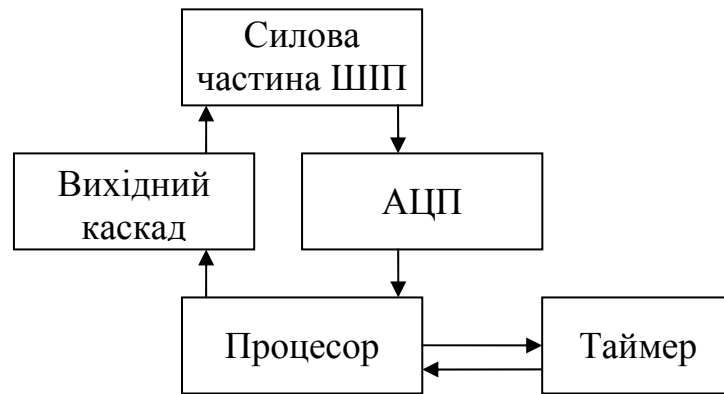 Силова
частина ШІП
Вихідний
каскад
АЦП
Процесор
Таймер